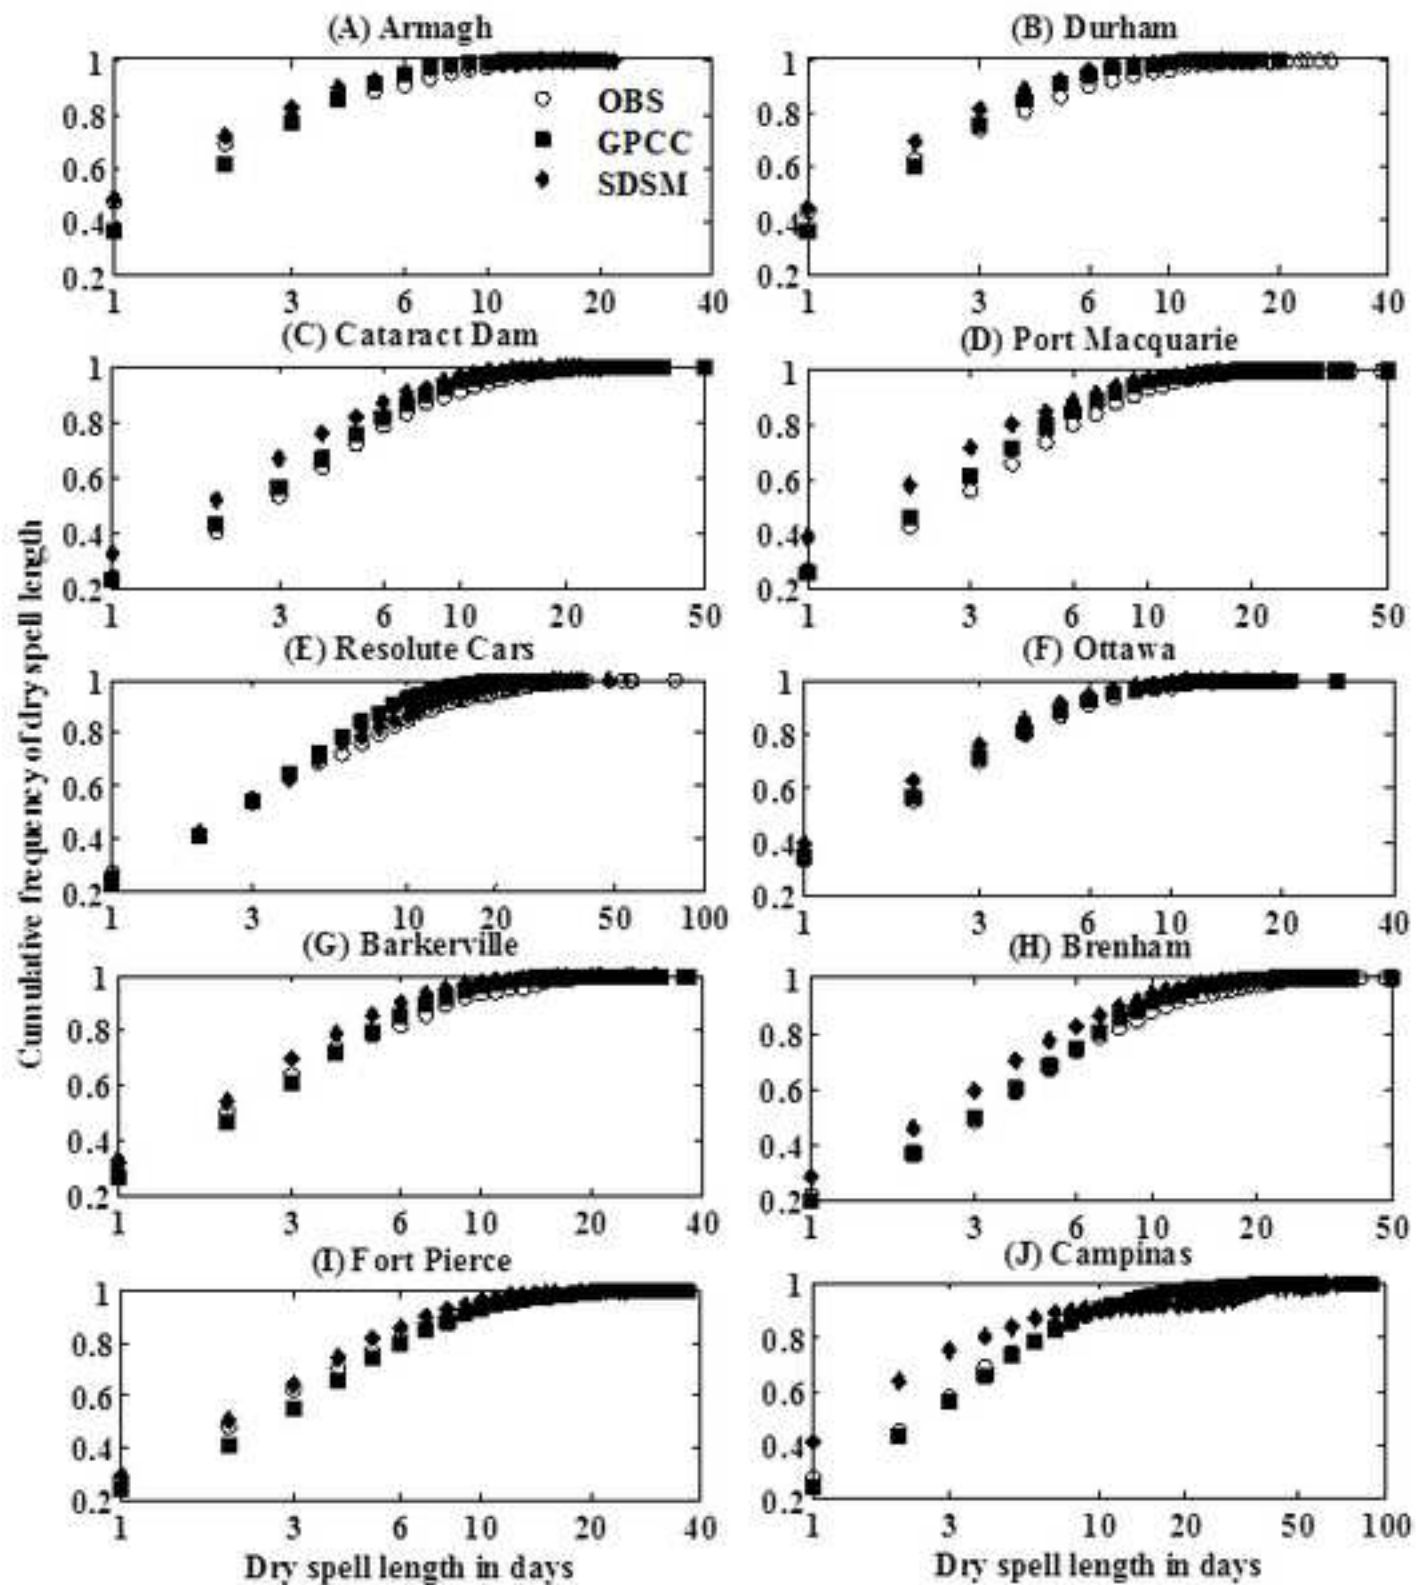 (A) Armagh
(B) Durham
1
0.8
0.6
0.4
0.2
OBS
GPCC
SDSM
1
0.8
0.6
0.4
0.2
1 3 6 10 20 40
1 3 6 10 20 40
(C) Cataract Dam
(D) Port Macquarie
1
0.8
0.6
0.4
0.2
1
0.8
0.6
0.4
0.2
1 3 6 10 20 50
1 3 6 10 20 50
Cumulative frequency of dry spell length
(E) Resolute Cars
(F) Ottawa
1
0.8
0.6
0.4
0.2
1
0.8
0.6
0.4
0.2
1 3 10 20 50 100
1 3 6 10 20 40
(G) Barkerville
(H) Brenham
1
0.8
0.6
0.4
0.2
1
0.8
0.6
0.4
0.2
1 3 6 10 20 40
1 3 6 10 20 50
(I) Fort Pierce
(J) Campinas
1
0.8
0.6
0.4
0.2
1
0.8
0.6
0.4
0.2
1 3 6 10 20 40
1 3 10 20 50 100
Dry spell length in days
Dry spell length in days